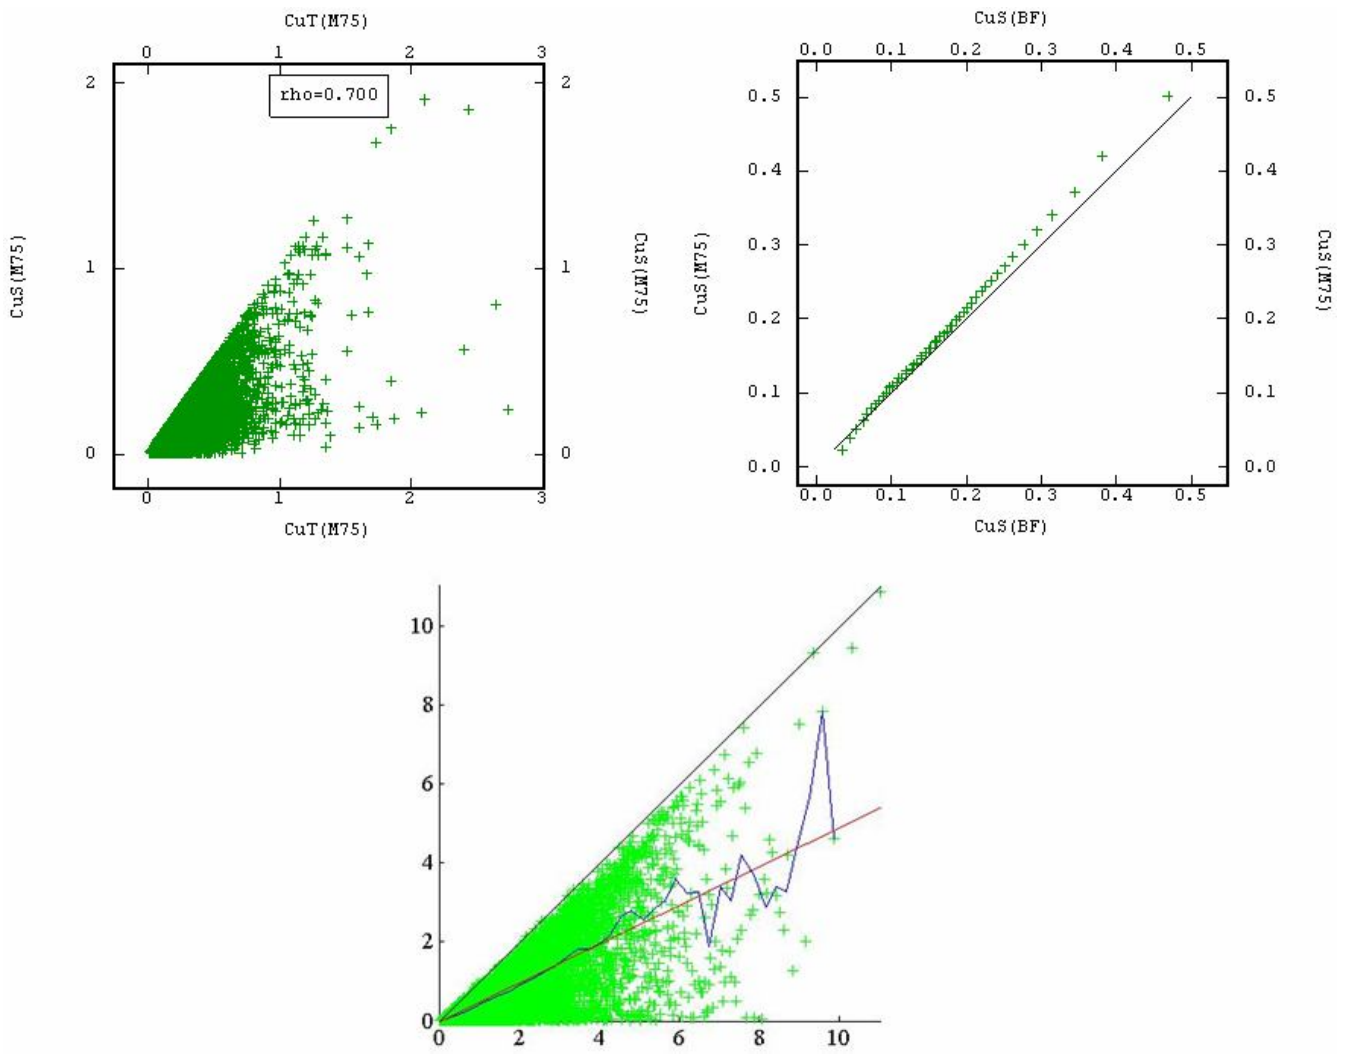 CuT(M75)
0 1 2 3
rho=0.700
2 2
CuS(M75)
1 1
CuS(M75)
0 0
0 1 2 3
CuT(M75)
CuS(BF)
0.0 0.1 0.2 0.3 0.4 0.5
0.5 0.5
0.4 0.4
0.3 0.3
CuS(M75)
CuS(M75)
0.2 0.2
0.1 0.1
0.0 0.0
0.0 0.1 0.2 0.3 0.4 0.5
CuS(BF)
10
8
6
4
2
0
0 2 4 6 8 10